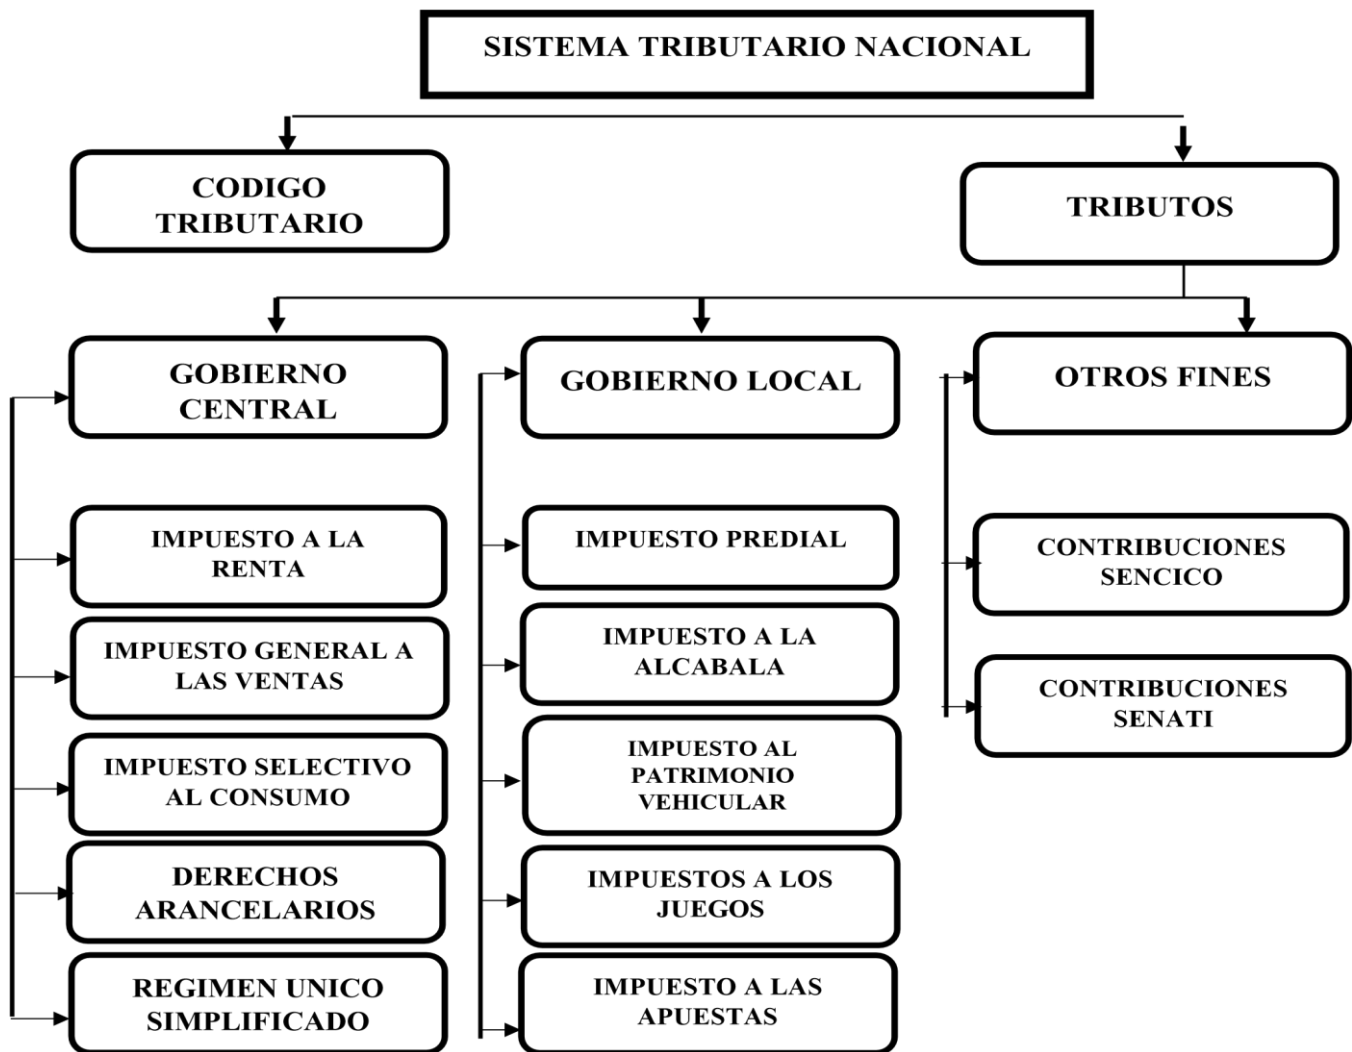 SISTEMA TRIBUTARIO NACIONAL
CODIGO
TRIBUTARIO
TRIBUTOS
GOBIERNO
CENTRAL
GOBIERNO LOCAL
OTROS FINES
IMPUESTO A LA
RENTA
IMPUESTO GENERAL A
LAS VENTAS
IMPUESTO SELECTIVO
AL CONSUMO
DERECHOS
ARANCELARIOS
REGIMEN UNICO
SIMPLIFICADO
IMPUESTO PREDIAL
IMPUESTO A LA
ALCABALA
IMPUESTO AL
PATRIMONIO
VEHICULAR
IMPUESTOS A LOS
JUEGOS
IMPUESTO A LAS
APUESTAS
CONTRIBUCIONES
SENCICO
CONTRIBUCIONES
SENATI